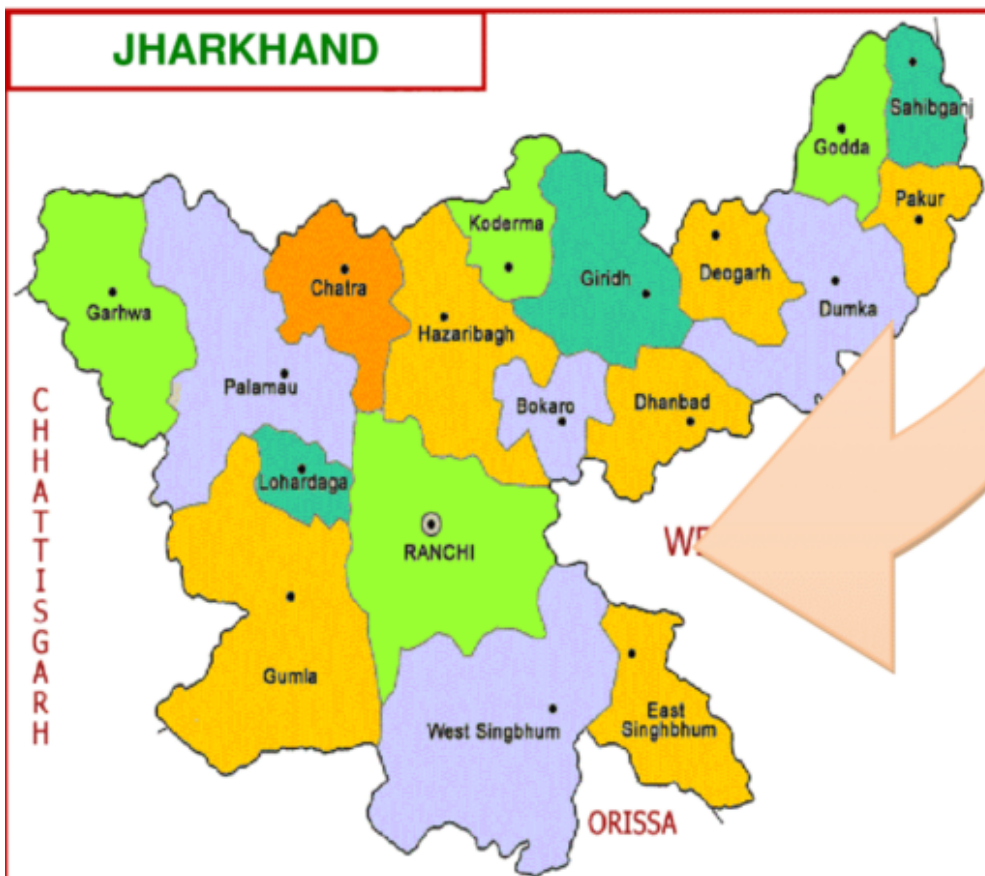 JHARKHAND
Sahibganj
Godda
Pakur
Koderma
Deogarh
Giridh
Chatra
Dumka
Garhwa
Hazaribagh
Palamau
Bokaro
Dhanbad
Lohardaga
RANCHI
Gumla
West Singbhum
East
Singhbhum
CHHATTISGARH
ORISSA